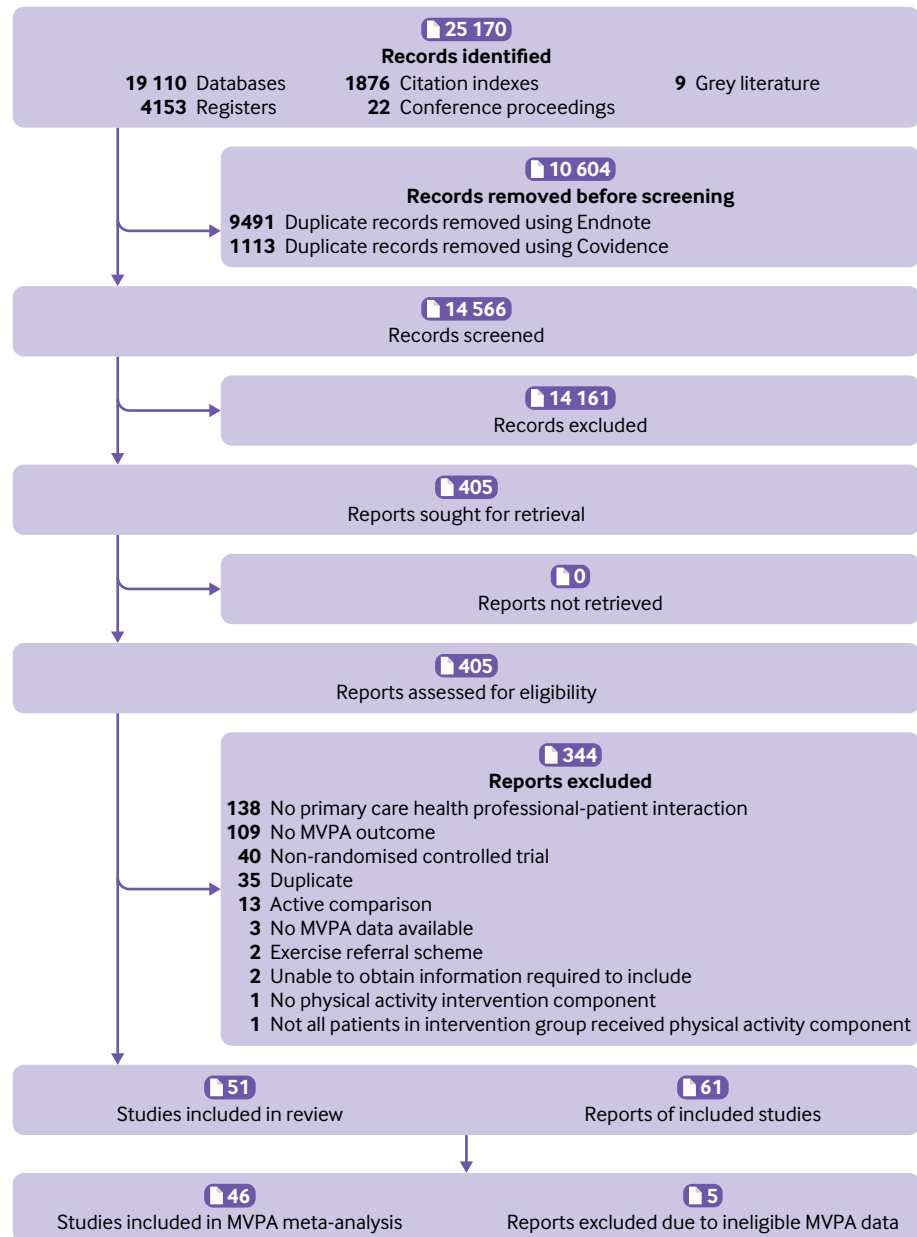 25 170
Records identified
19 110 Databases 1876 Citation indexes 9 Grey literature
4153 Registers 22 Conference proceedings
10 604
Records removed before screening
9491 Duplicate records removed using Endnote
1113 Duplicate records removed using Covidence
14 566
Records screened
14 161
Records excluded
405
Reports sought for retrieval
0
Reports not retrieved
405
Reports assessed for eligibility
344
Reports excluded
138 No primary care health professional-patient interaction
109 No MVPA outcome
40 Non-randomised controlled trial
35 Duplicate
13 Active comparison
3 No MVPA data available
2 Exercise referral scheme
2 Unable to obtain information required to include
1 No physical activity intervention component
1 Not all patients in intervention group received physical activity component
51 61
Studies included in review Reports of included studies
46 5
Studies included in MVPA meta-analysis Reports excluded due to ineligible MVPA data